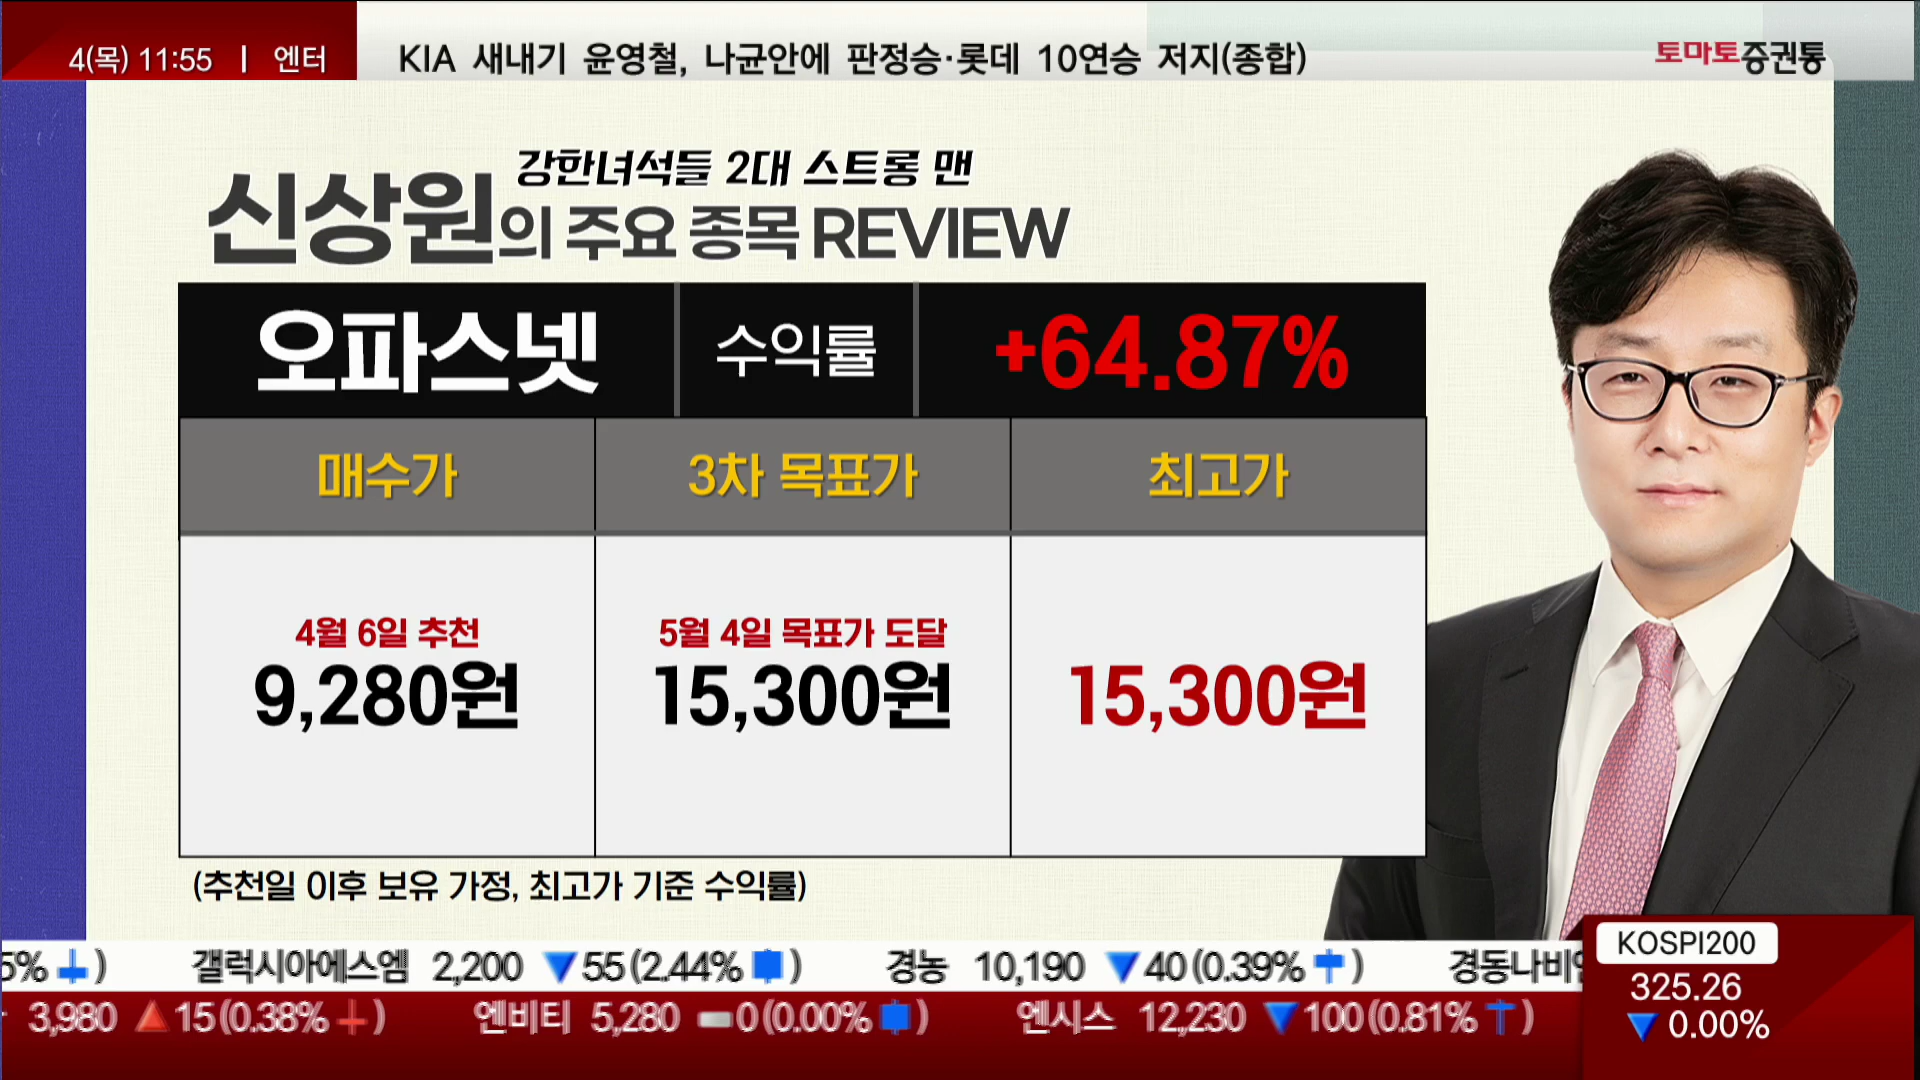 4(목) 11:55 | 엔터 KIA 새내기 윤영철, 나균안에 판정승·롯데 10연승 저지(종합) 토마토증권통
강한녀석들 2대 스트롱 맨
신상원의 주요 종목 REVIEW
오파스넷 수익률 +64.87%
매수가 3차 목표가 최고가
4월 6일 추천 5월 4일 목표가 도달
9,280원 15,300원 15,300원
(추천일 이후 보유 가정, 최고가 기준 수익률)
5% ) 갤럭시아에스엠 2,200 ▼55(2.44% ) 경농 10,190 ▼40(0.39% ) 경동나비
3,980 ▲15(0.38% ) 엔비티 5,280 0(0.00% ) 엔시스 12,230 ▼100(0.81% )
KOSPI200
325.26
▼ 0.00%